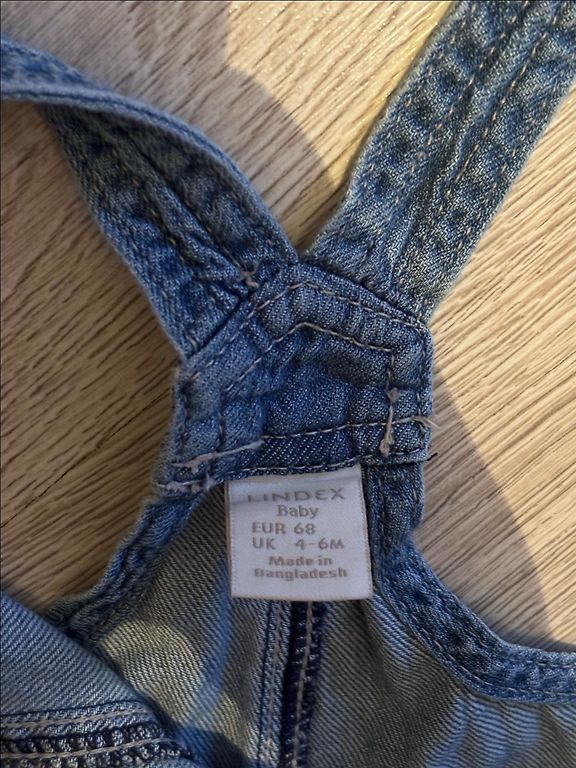 LINDEX
Baby
EUR 68
UK 4-6M
Made in
Bangladesh